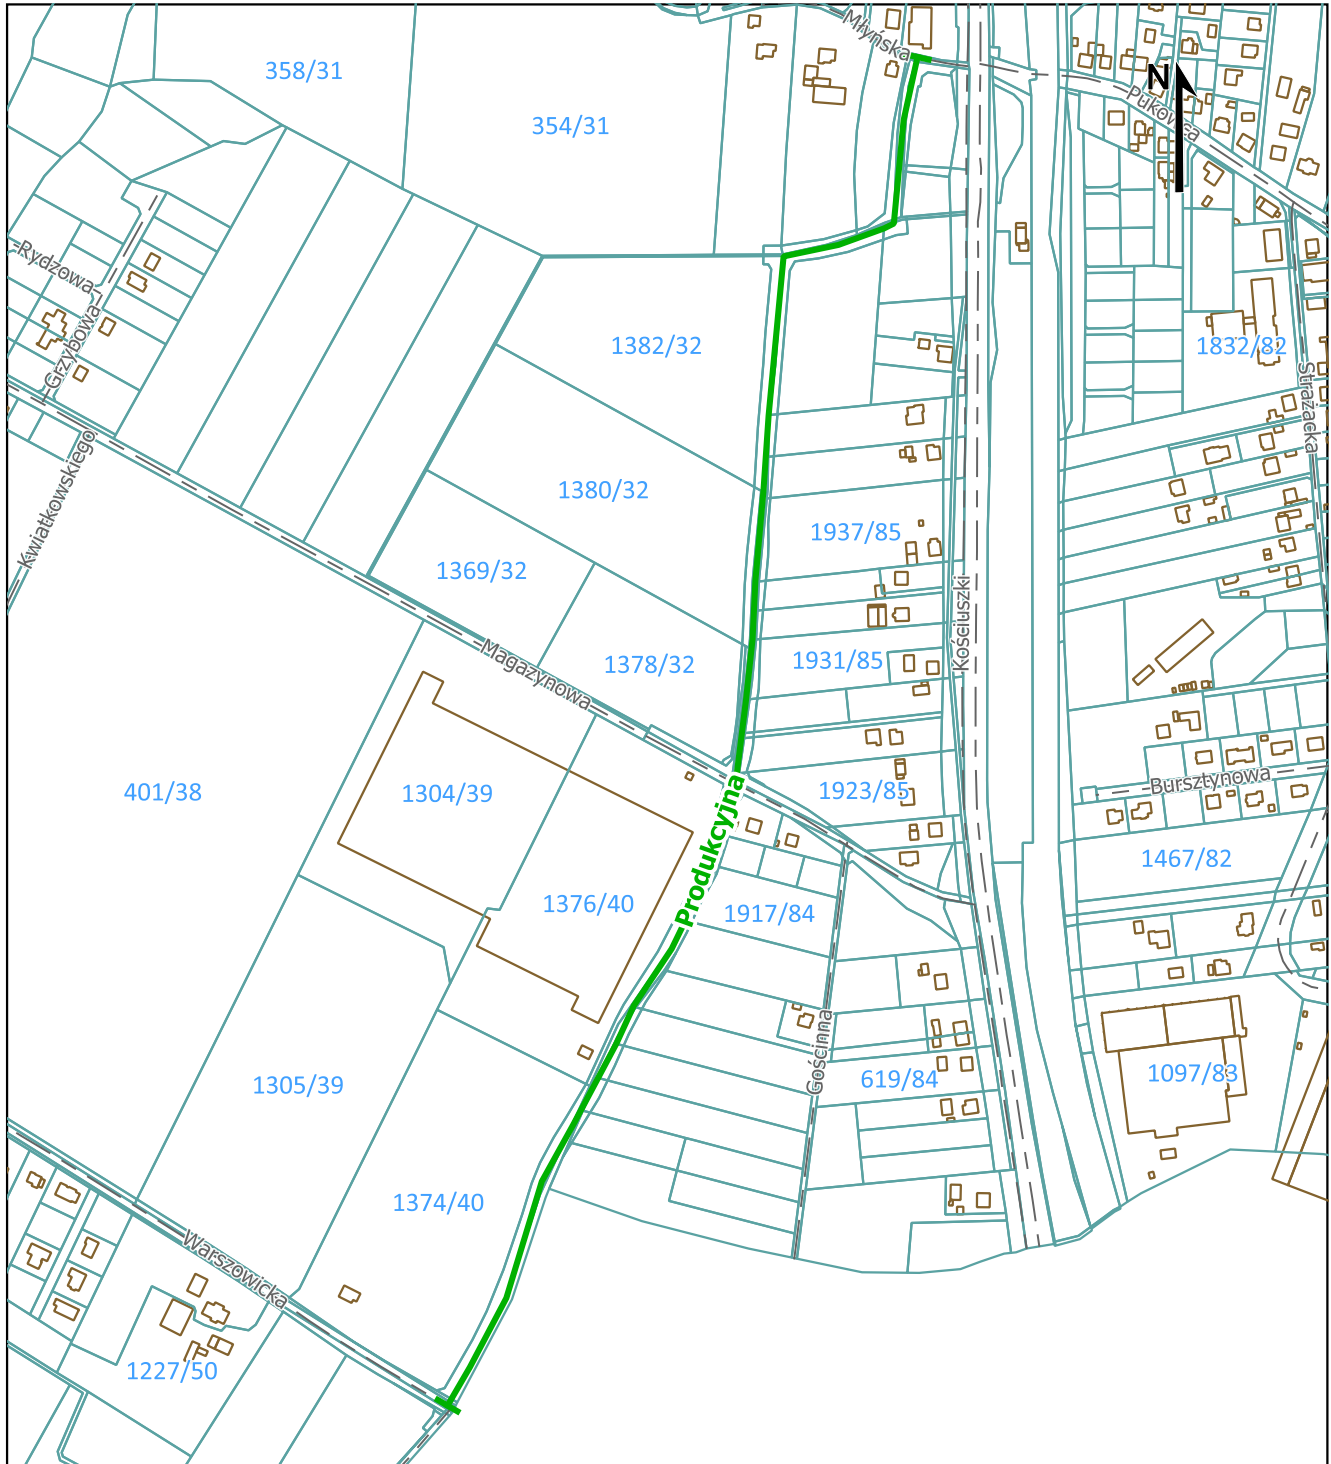 Młyńska
358/31
N
354/31
Pukowca
Rydzowa
Grzybowa
1382/32
1832/82
Strażacka
Kwiatkowskiego
1380/32
1937/85
1369/32
Kościuszki
1378/32
1931/85
Magazynowa
401/38
1304/39
Produkcyjna
1923/85
Bursztynowa
1467/82
1376/40
1917/84
1305/39
Gościnna
619/84
1097/83
1374/40
Warszowicka
1227/50